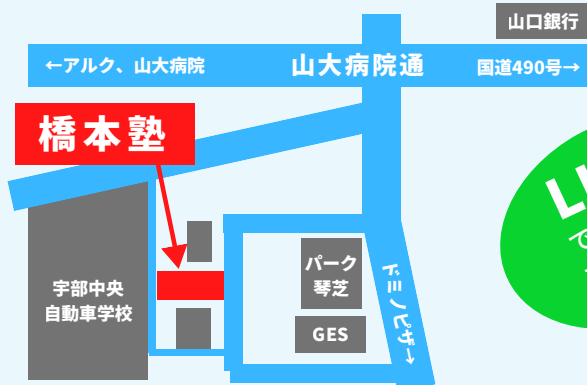 山口銀行
←アルク、山大病院
山大病院通
国道490号→
橋本塾
宇部中央
自動車学校
パーク
琴芝
GES
ドミノピザ→